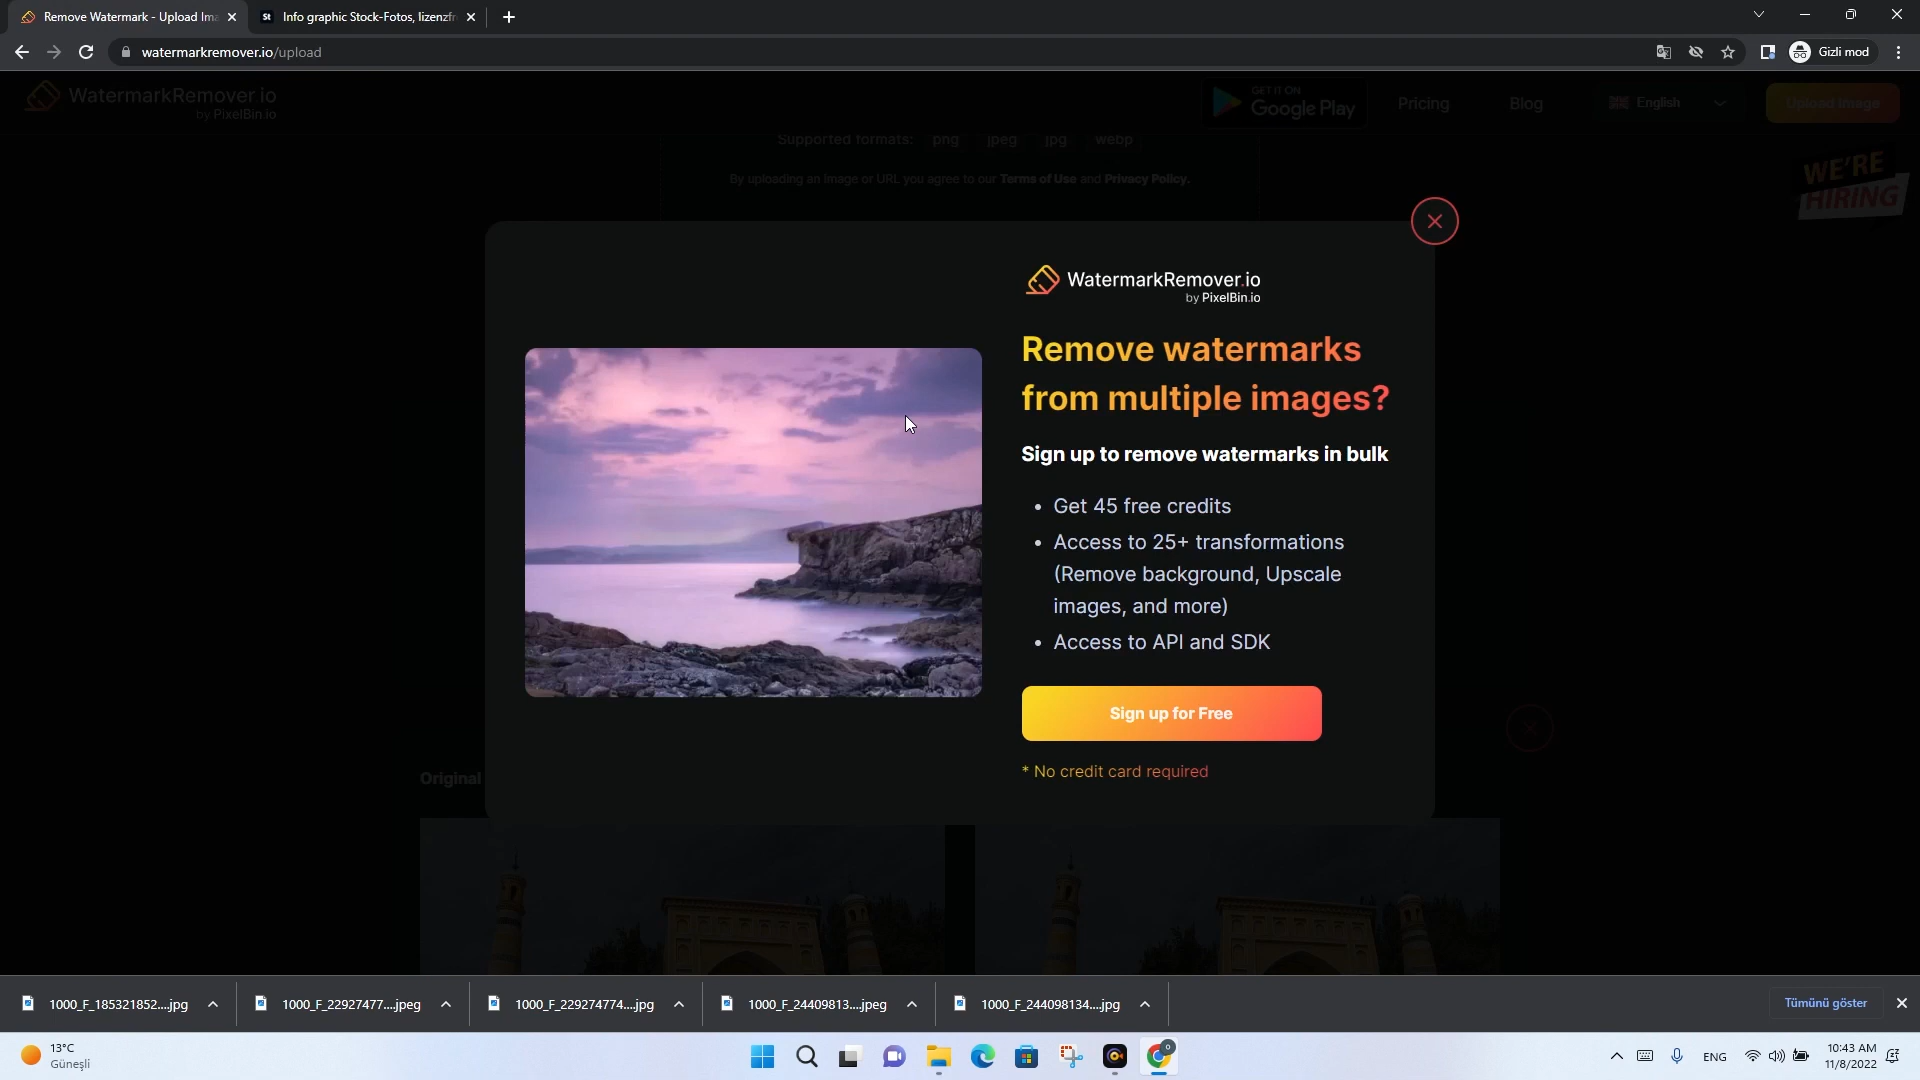 Remove Watermark - Upload Ima
St Info graphic Stock-Fotos, lizenzfr
watermarkremover.io/upload
Gizli mod
WatermarkRemover.io
by PixelBin.io
GET IT ON
Google Play
Pricing
Blog
English
Upload Image
Supported formats: png jpeg jpg webp
By uploading an image or URL you agree to our Terms of Use and Privacy Policy.
WE'RE
HIRING
WatermarkRemover.io
by PixelBin.io
Remove watermarks
from multiple images?
Sign up to remove watermarks in bulk
• Get 45 free credits
• Access to 25+ transformations
(Remove background, Upscale
images, and more)
• Access to API and SDK
Sign up for Free
* No credit card required
Original
1000_F_185321852....jpg
1000_F_22927477....jpeg
1000_F_229274774....jpg
1000_F_24409813....jpeg
1000_F_244098134....jpg
Tümünü göster
13°C
Güneşli
ENG
10:43 AM
11/8/2022